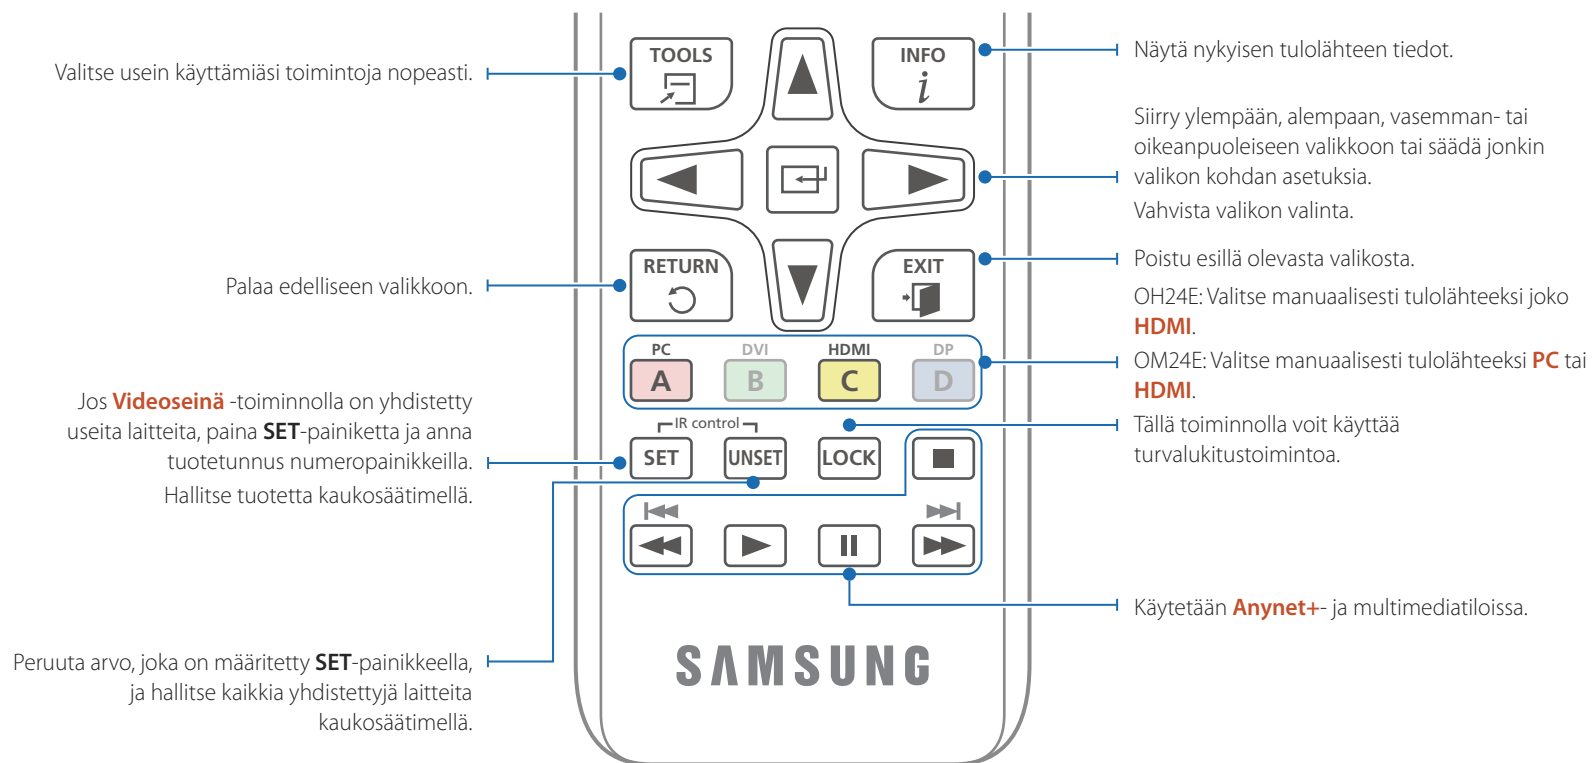 Valitse usein käyttämiäsi toimintoja nopeasti.
TOOLS
INFO
i
Näytä nykyisen tulolähteen tiedot.
Siirry ylempään, alempaan, vasemman- tai
oikeanpuoleiseen valikkoon tai säädä jonkin
valikon kohdan asetuksia.
Vahvista valikon valinta.
Palaa edelliseen valikkoon.
RETURN
EXIT
Poistu esillä olevasta valikosta.
OH24E: Valitse manuaalisesti tulolähteeksi joko
HDMI.
OM24E: Valitse manuaalisesti tulolähteeksi PC tai
HDMI.
PC DVI HDMI DP
A B C D
Jos Videoseinä -toiminnolla on yhdistetty
useita laitteita, paina SET-painiketta ja anna
tuotetunnus numeropainikkeilla.
Hallitse tuotetta kaukosäätimellä.
IR control
SET UNSET LOCK
Tällä toiminnolla voit käyttää
turvalukitustoimintoa.
Käytetään Anynet+- ja multimediatiloissa.
Peruuta arvo, joka on määritetty SET-painikkeella,
ja hallitse kaikkia yhdistettyjä laitteita
kaukosäätimellä.
SAMSUNG